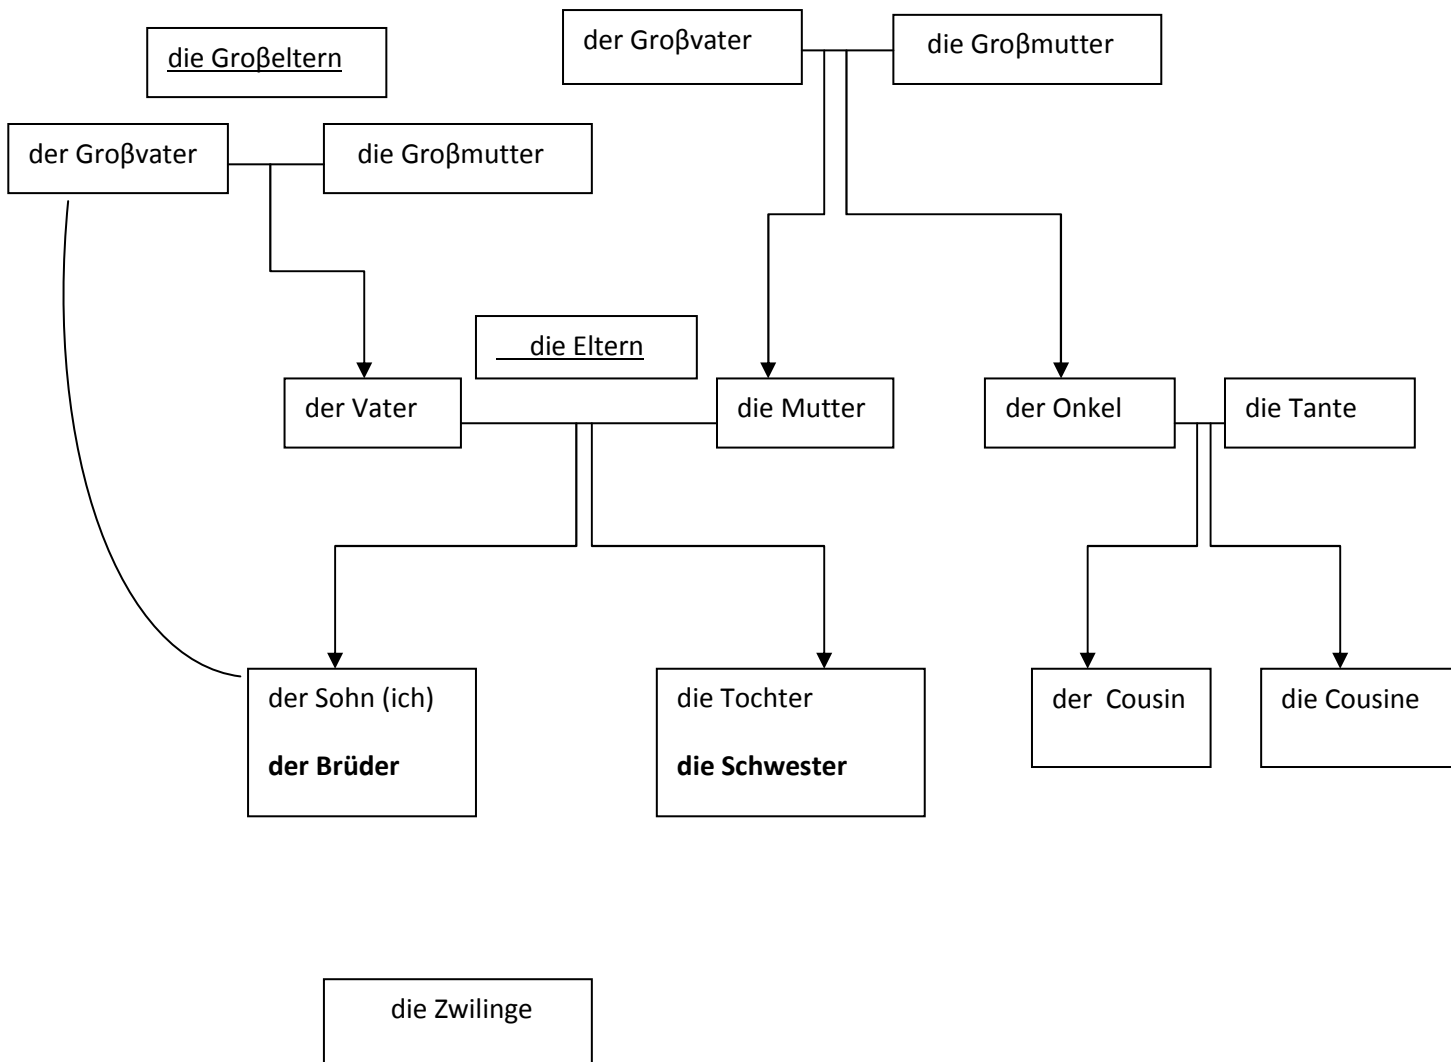 die Groβeltern
der Groβvater
die Groβmutter
der Groβvater
die Groβmutter
die Eltern
der Vater
die Mutter
der Onkel
die Tante
der Sohn (ich)
der Brüder
die Tochter
die Schwester
der Cousin
die Cousine
die Zwilinge